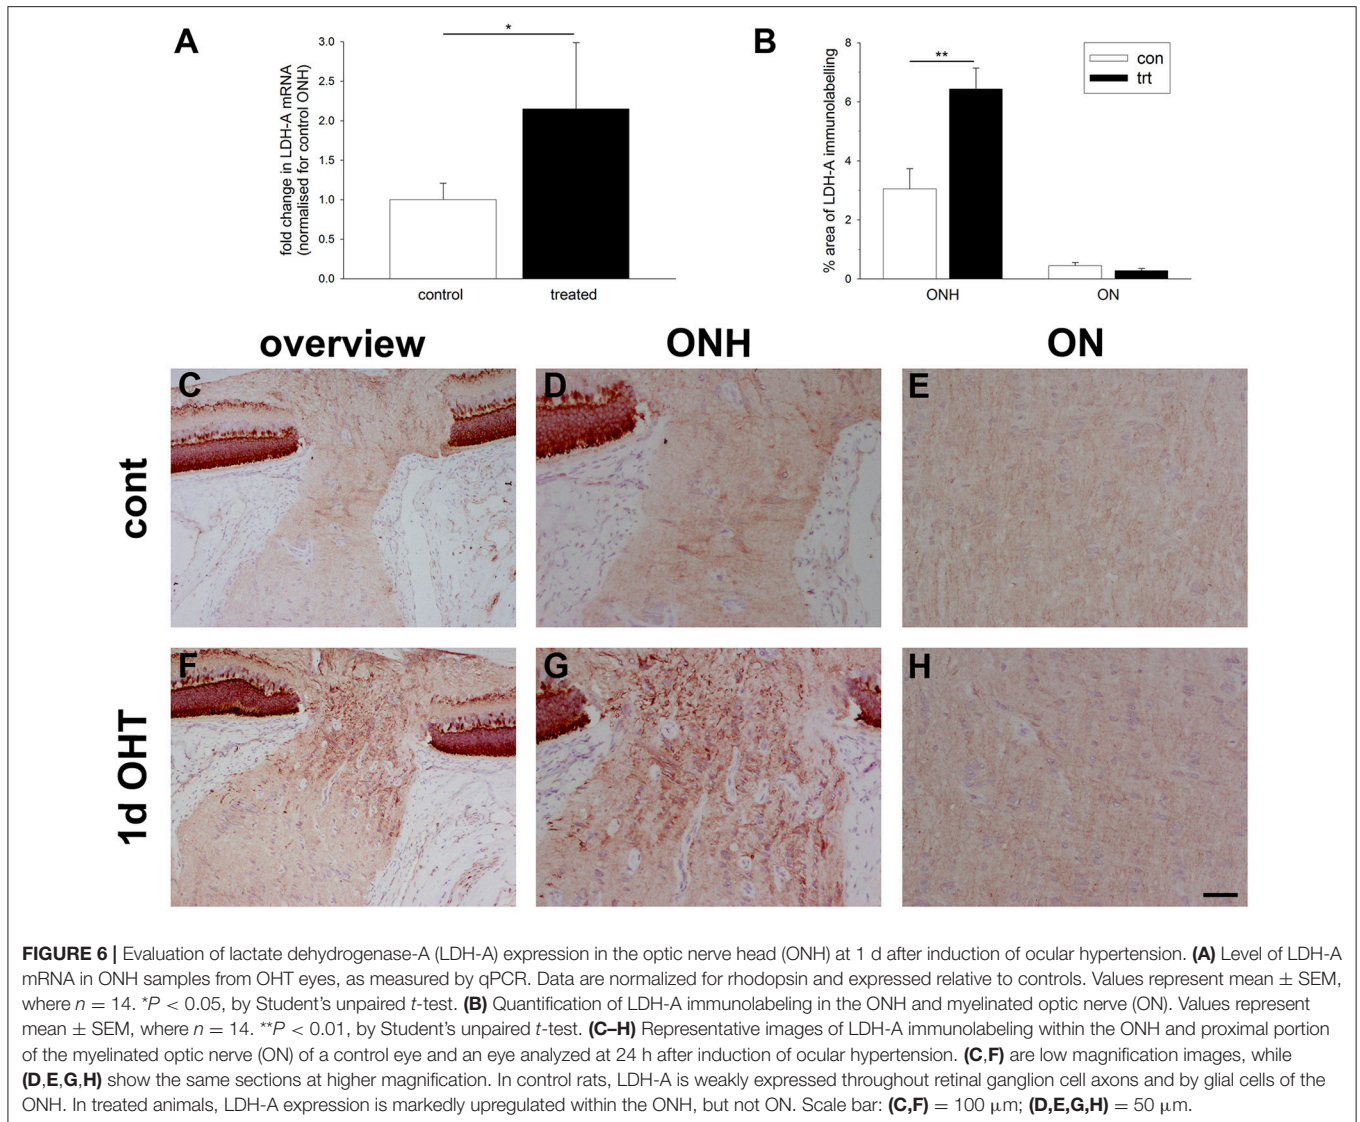 A
*
3.0
2.5
2.0
1.5
1.0
0.5
0.0
fold change in LDH-A mRNA
(normalised for control ONH)
control treated
B
**
8
6
4
2
0
% area of LDH-A immunolabelling
con
trt
ONH ON
overview ONH ON
cont
C D E
1d OHT
F G H
FIGURE 6 | Evaluation of lactate dehydrogenase-A (LDH-A) expression in the optic nerve head (ONH) at 1 d after induction of ocular hypertension. (A) Level of LDH-A
mRNA in ONH samples from OHT eyes, as measured by qPCR. Data are normalized for rhodopsin and expressed relative to controls. Values represent mean ± SEM,
where n = 14. *P < 0.05, by Student's unpaired t-test. (B) Quantification of LDH-A immunolabeling in the ONH and myelinated optic nerve (ON). Values represent
mean ± SEM, where n = 14. **P < 0.01, by Student's unpaired t-test. (C–H) Representative images of LDH-A immunolabeling within the ONH and proximal portion
of the myelinated optic nerve (ON) of a control eye and an eye analyzed at 24 h after induction of ocular hypertension. (C,F) are low magnification images, while
(D,E,G,H) show the same sections at higher magnification. In control rats, LDH-A is weakly expressed throughout retinal ganglion cell axons and by glial cells of the
ONH. In treated animals, LDH-A expression is markedly upregulated within the ONH, but not ON. Scale bar: (C,F) = 100 μm; (D,E,G,H) = 50 μm.